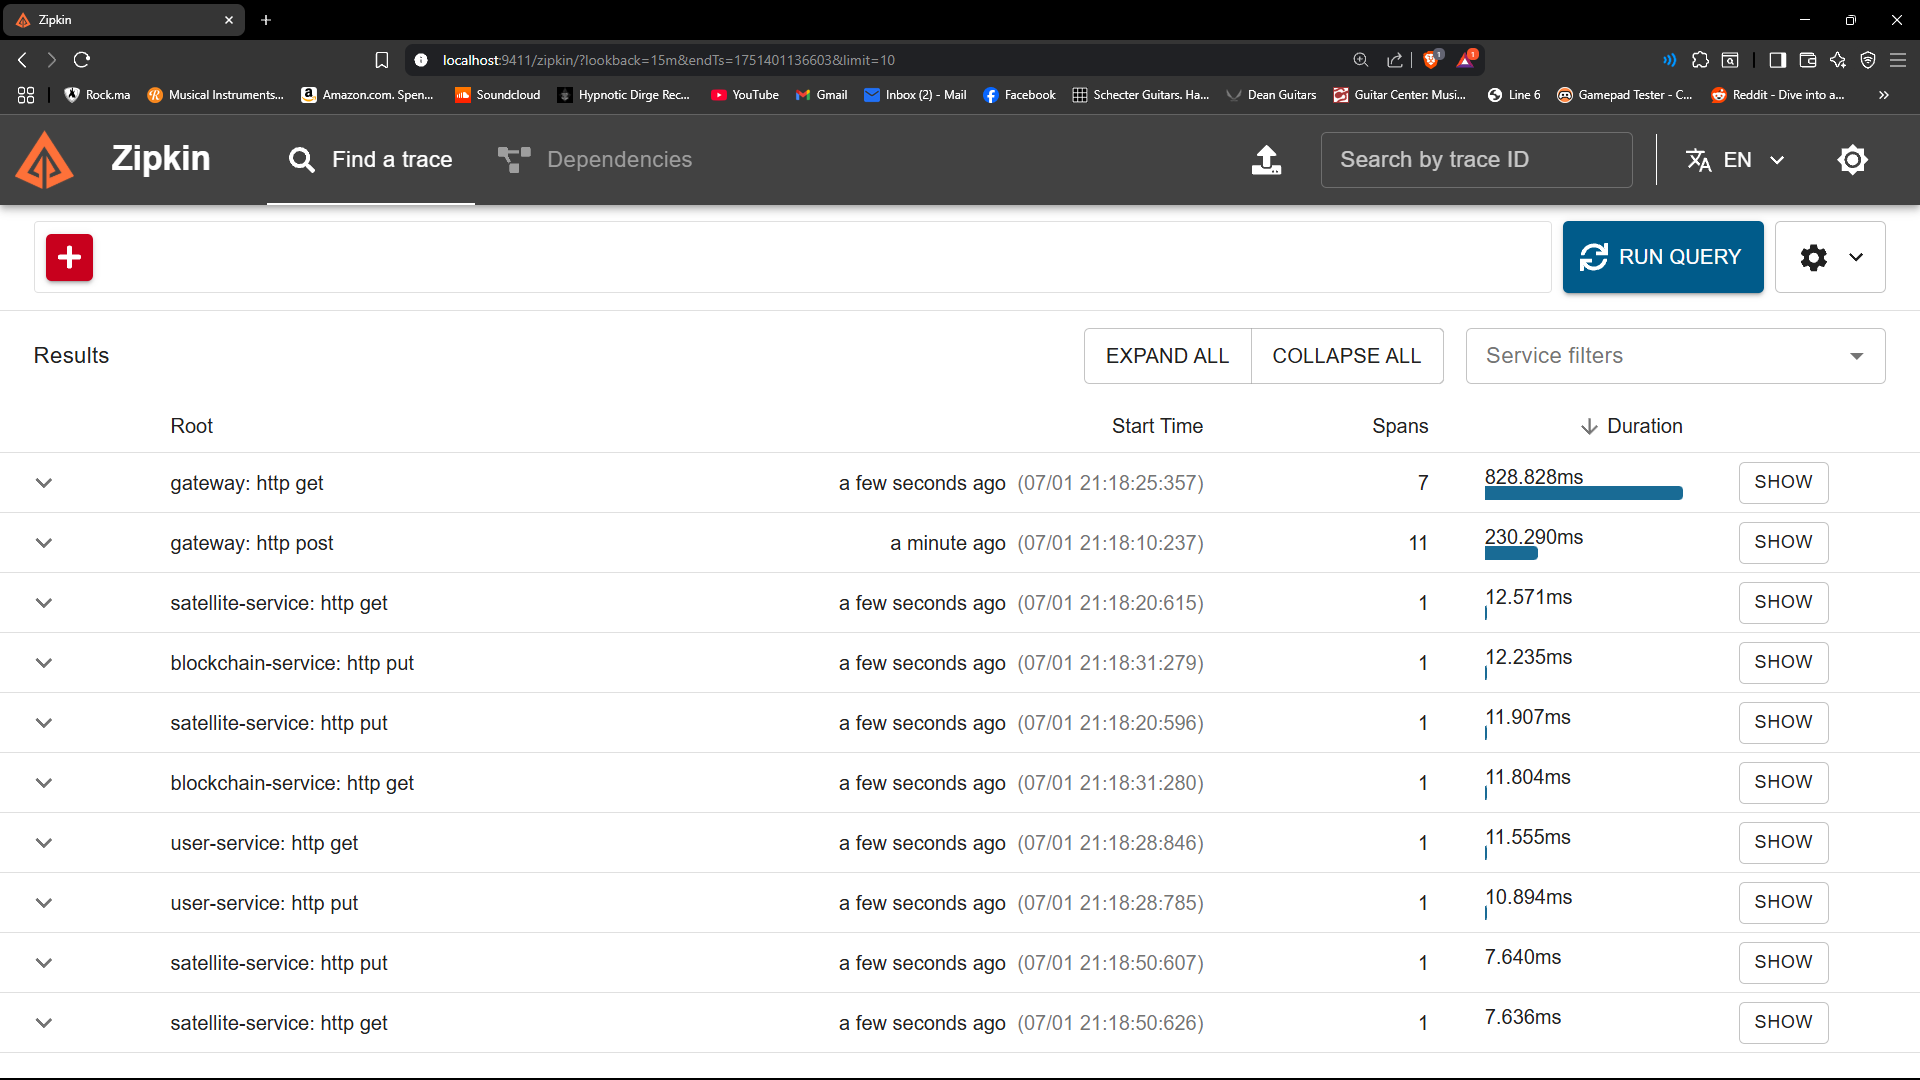 Zipkin
localhost:9411/zipkin/?lookback=15m&endTs=1751401136603&limit=10
1
1
Rock.ma
Musical Instruments...
Amazon.com. Spen...
Soundcloud
Hypnotic Dirge Rec...
YouTube
Gmail
Inbox (2) - Mail
Facebook
Schecter Guitars. Ha...
Dean Guitars
Guitar Center: Musi...
Line 6
Gamepad Tester - C...
Reddit - Dive into a...
Zipkin
Find a trace
Dependencies
Search by trace ID
EN
RUN QUERY
Results
EXPAND ALL
COLLAPSE ALL
Service filters
Root Start Time Spans Duration
gateway: http get a few seconds ago (07/01 21:18:25:357) 7 828.828ms SHOW
gateway: http post a minute ago (07/01 21:18:10:237) 11 230.290ms SHOW
satellite-service: http get a few seconds ago (07/01 21:18:20:615) 1 12.571ms SHOW
blockchain-service: http put a few seconds ago (07/01 21:18:31:279) 1 12.235ms SHOW
satellite-service: http put a few seconds ago (07/01 21:18:20:596) 1 11.907ms SHOW
blockchain-service: http get a few seconds ago (07/01 21:18:31:280) 1 11.804ms SHOW
user-service: http get a few seconds ago (07/01 21:18:28:846) 1 11.555ms SHOW
user-service: http put a few seconds ago (07/01 21:18:28:785) 1 10.894ms SHOW
satellite-service: http put a few seconds ago (07/01 21:18:50:607) 1 7.640ms SHOW
satellite-service: http get a few seconds ago (07/01 21:18:50:626) 1 7.636ms SHOW